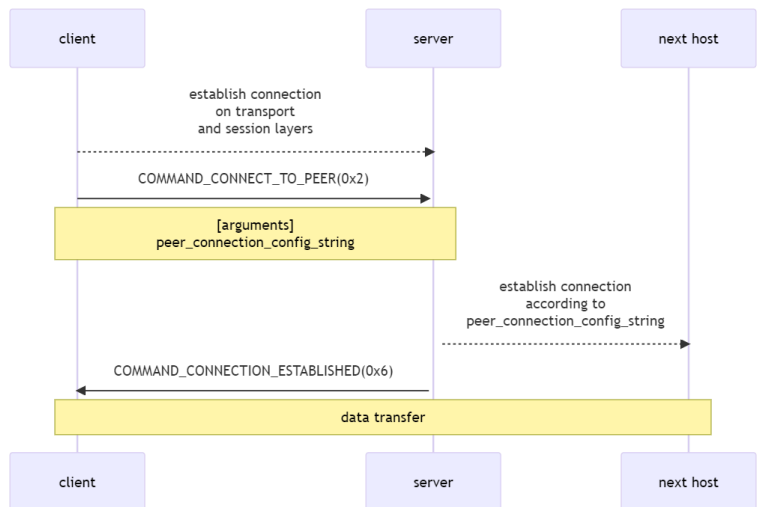 client
server
next host
establish connection
on transport
and session layers
COMMAND_CONNECT_TO_PEER(0x2)
[arguments]
peer_connection_config_string
establish connection
according to
peer_connection_config_string
COMMAND_CONNECTION_ESTABLISHED(0x6)
data transfer
client
server
next host